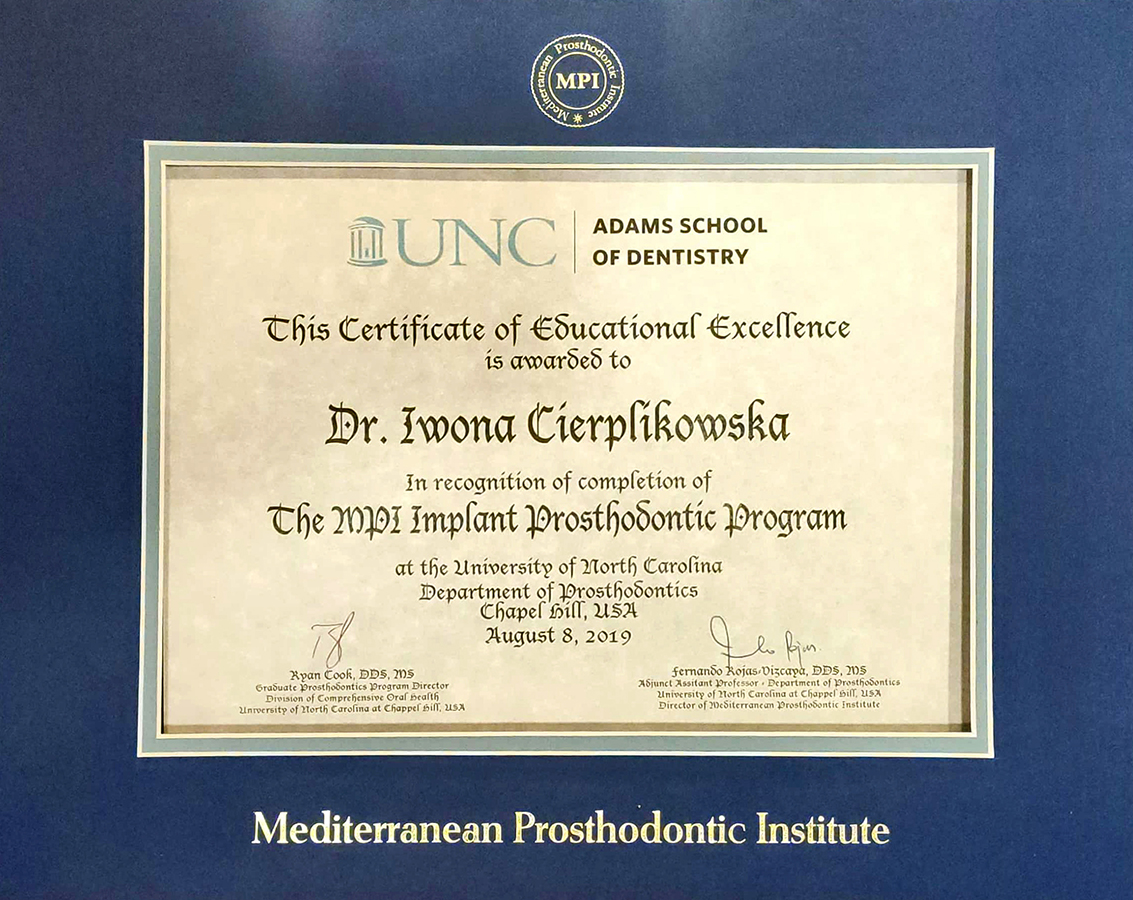 Mediterranean Prosthodontic Institute
MPI
UNC
ADAMS SCHOOL
OF DENTISTRY
This Certificate of Educational Excellence
is awarded to
Dr. Iwona Cierplikowska
In recognition of completion of
The MPI Implant Prosthodontic Program
at the University of North Carolina
Department of Prosthodontics
Chapel Hill, USA
August 8, 2019
Ryan Cook, DDS, MS
Graduate Prosthodontics Program Director
Division of Comprehensive Oral Health
University of North Carolina at Chappel Hill, USA
Fernando Rojas-Vizcaya, DDS, MS
Adjunct Assitant Professor - Department of Prosthodontics
University of North Carolina at Chappel Hill, USA
Director of Mediterranean Prosthodontic Institute
Mediterranean Prosthodontic Institute